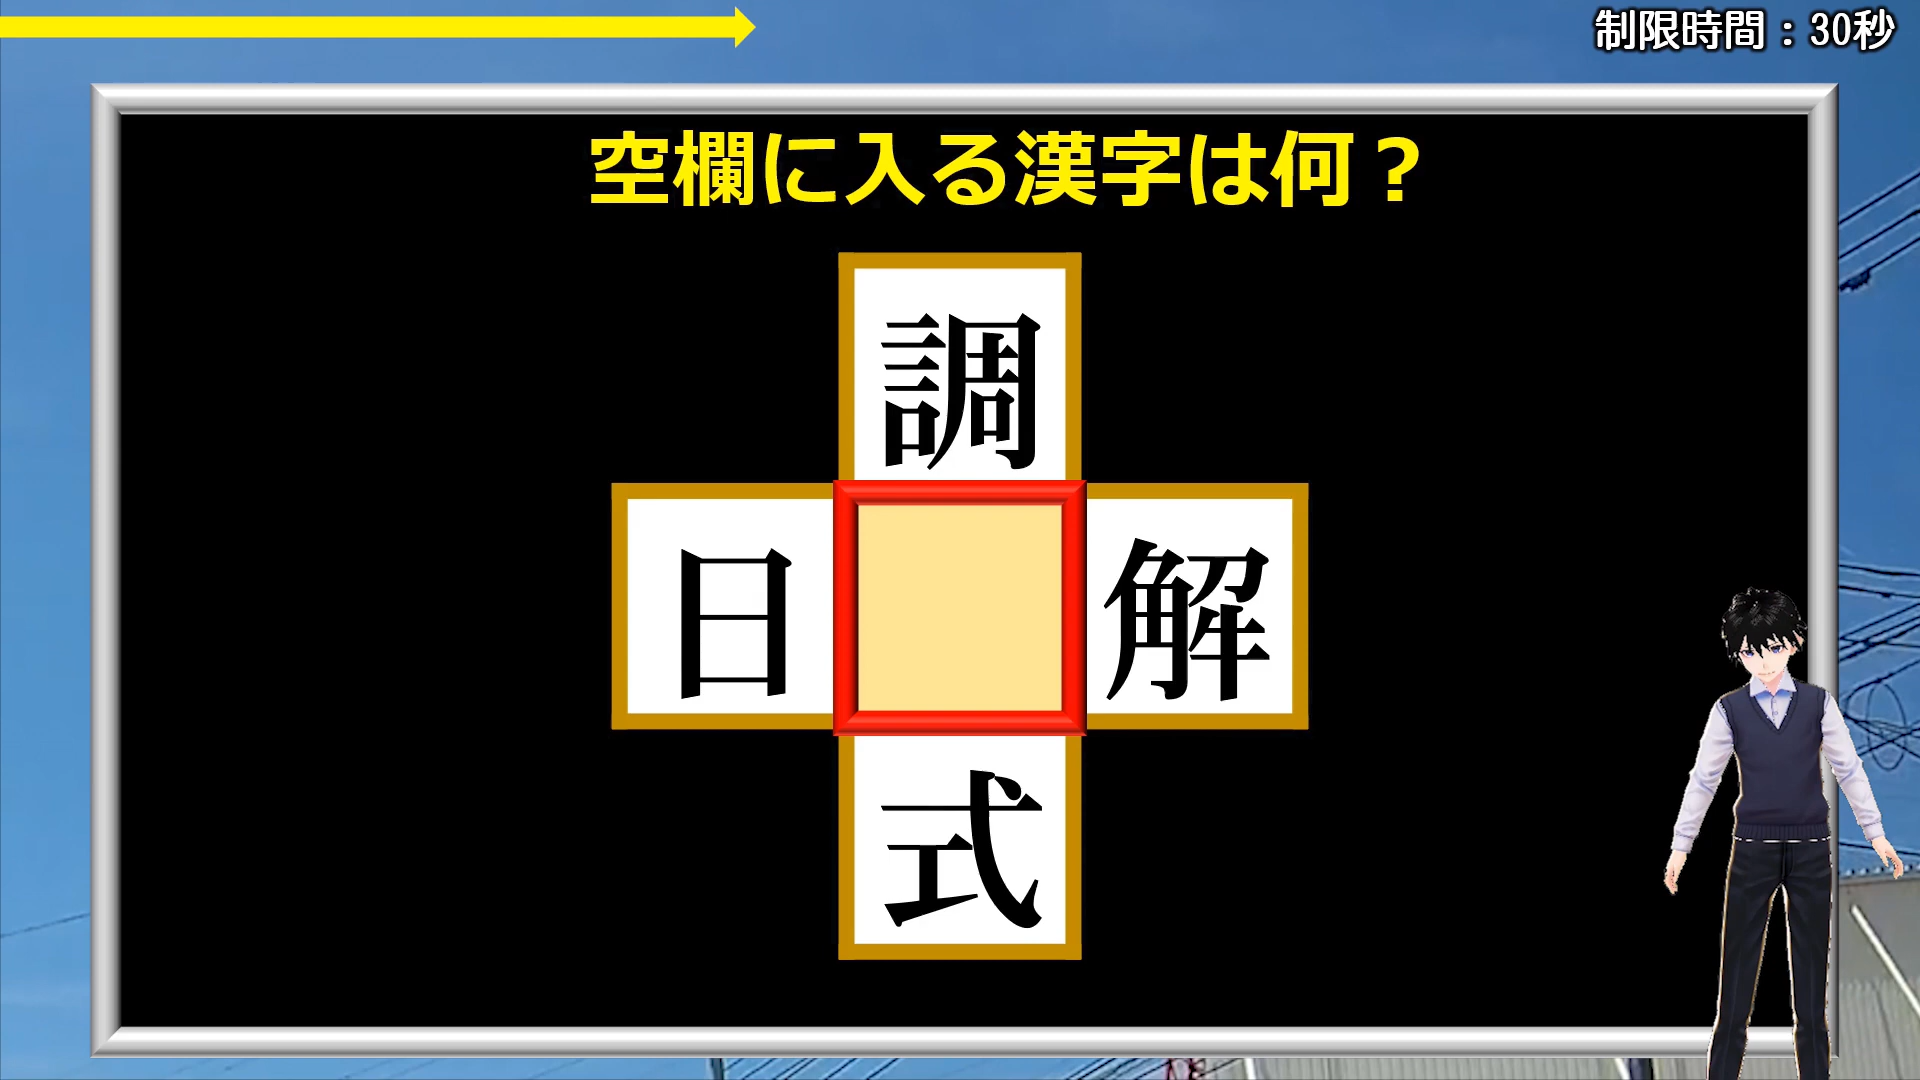 制限時間：30秒
空欄に入る漢字は何？
調
日
解
式